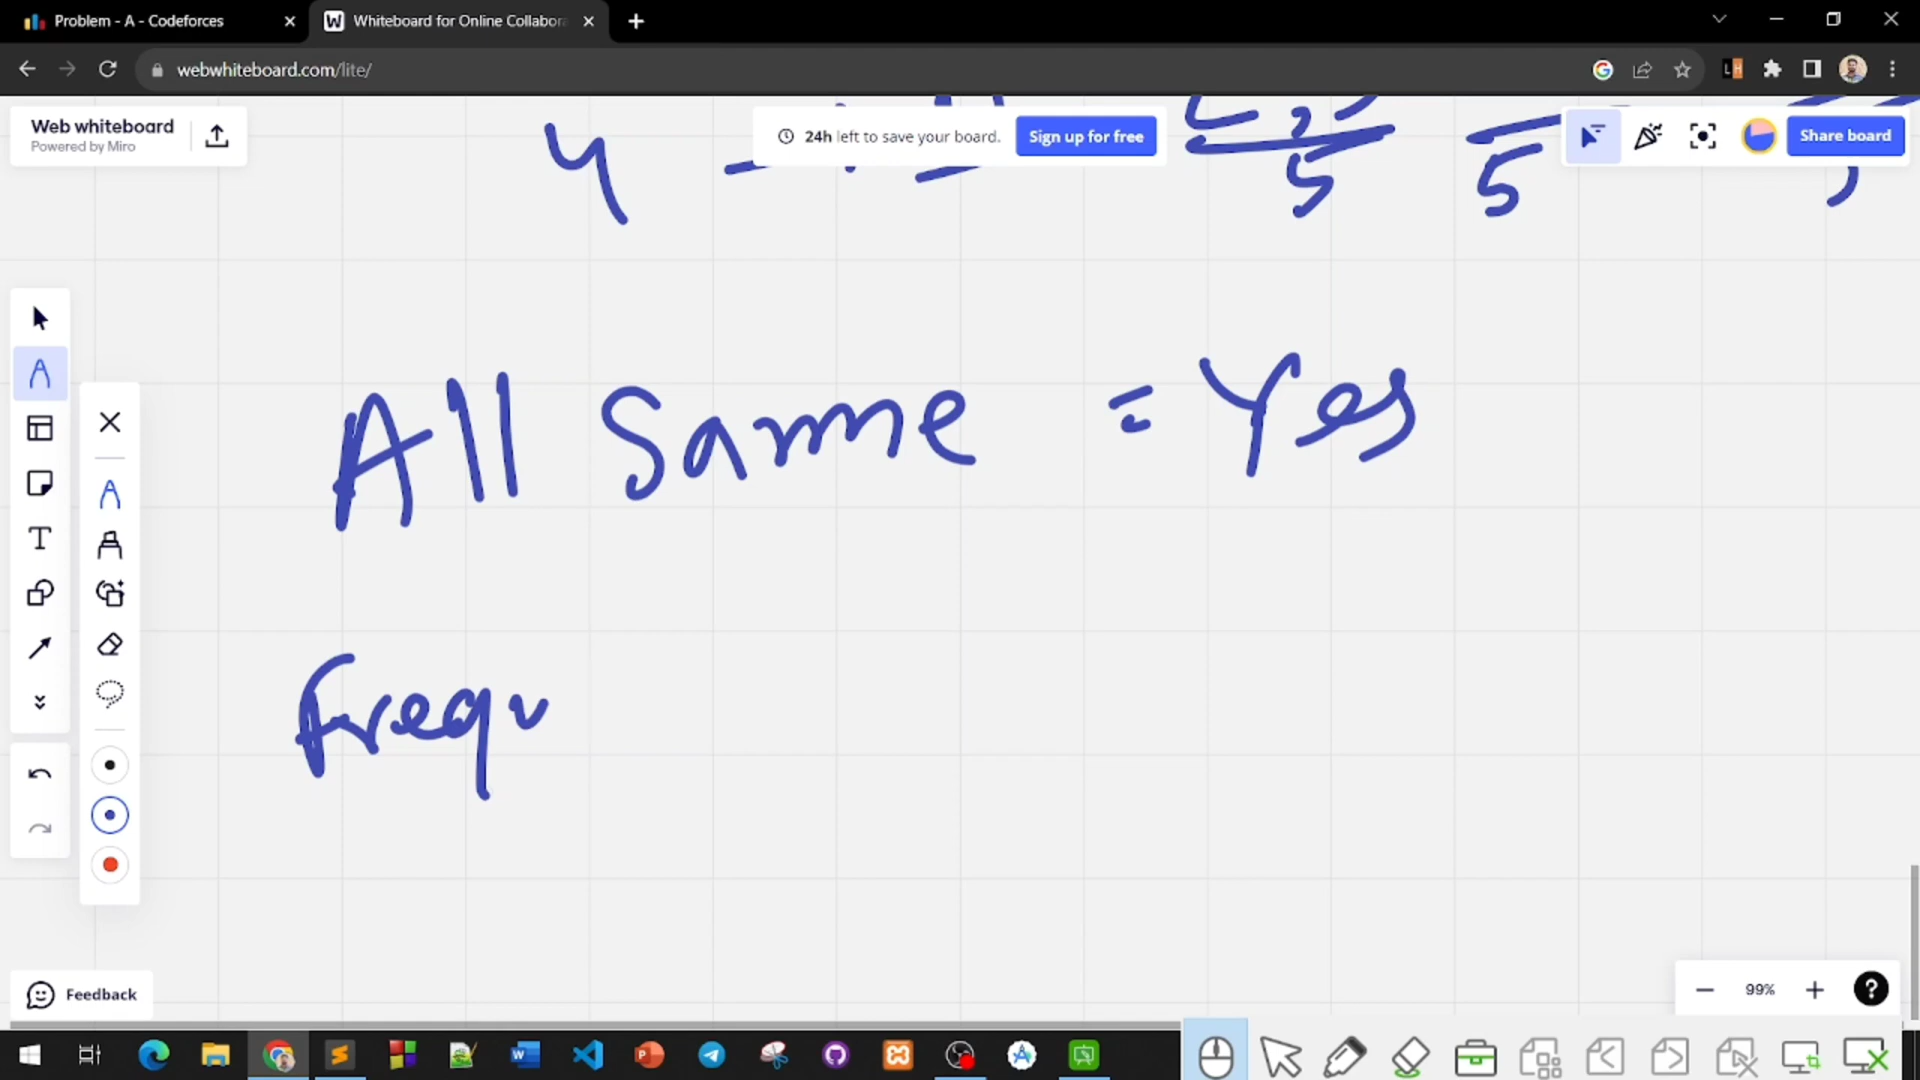 Problem - A - Codeforces
Whiteboard for Online Collabora
webwhiteboard.com/lite/
Web whiteboard
Powered by Miro
24h left to save your board.
Sign up for free
Share board
4
5
5
All Same = Yes
Frequ
Feedback
99%